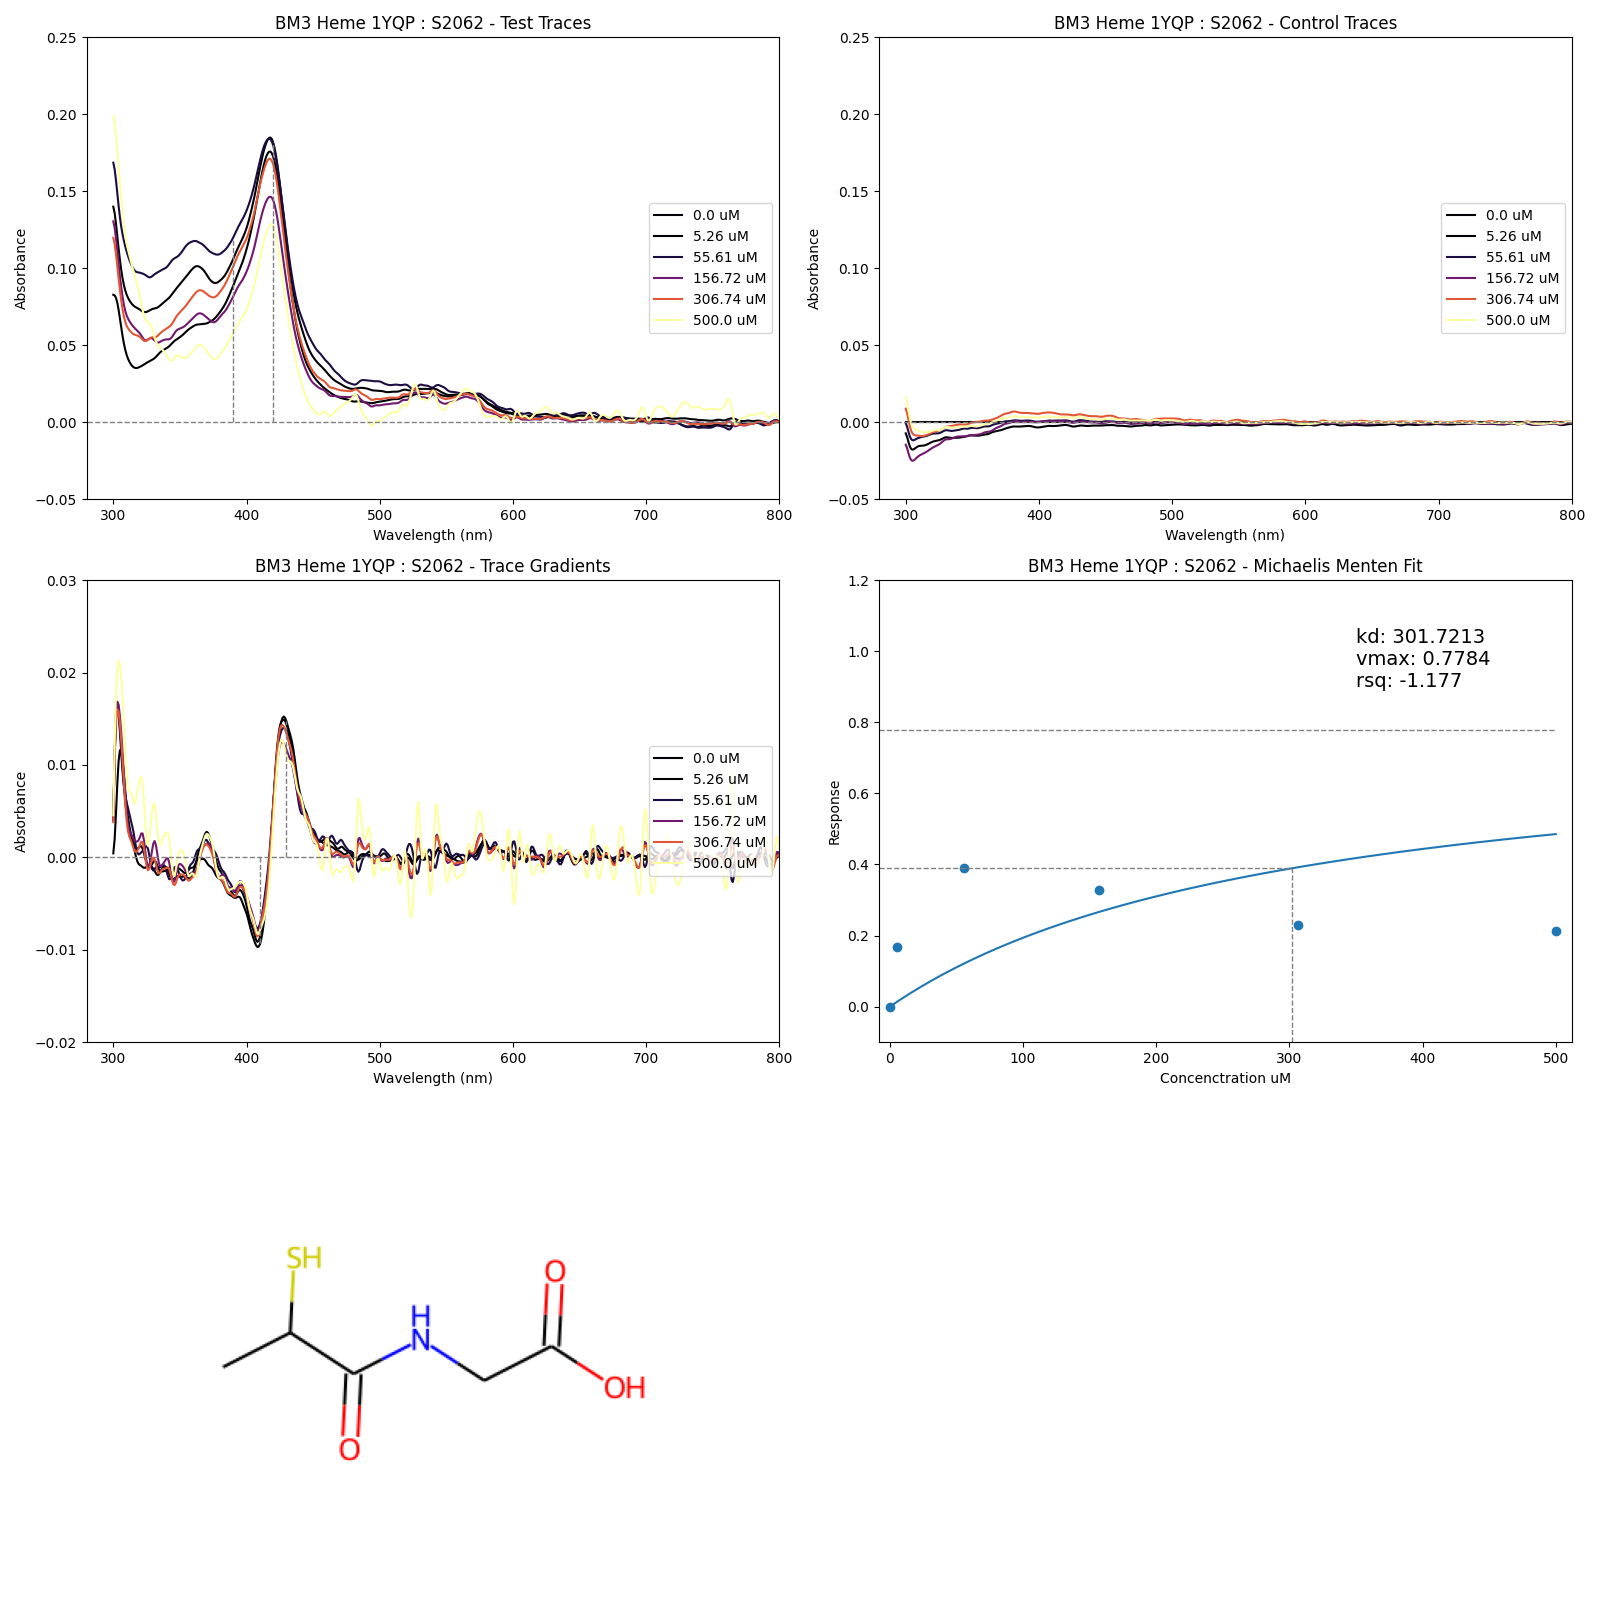 BM3 Heme 1YQP : S2062 - Test Traces
0.25
0.20
0.15
0.10
0.05
0.00
−0.05
Absorbance
300
400
500
600
700
800
Wavelength (nm)
0.0 uM
5.26 uM
55.61 uM
156.72 uM
306.74 uM
500.0 uM
BM3 Heme 1YQP : S2062 - Control Traces
0.25
0.20
0.15
0.10
0.05
0.00
−0.05
Absorbance
300
400
500
600
700
800
Wavelength (nm)
0.0 uM
5.26 uM
55.61 uM
156.72 uM
306.74 uM
500.0 uM
BM3 Heme 1YQP : S2062 - Trace Gradients
0.03
0.02
0.01
0.00
−0.01
−0.02
Absorbance
300
400
500
600
700
800
Wavelength (nm)
0.0 uM
5.26 uM
55.61 uM
156.72 uM
306.74 uM
500.0 uM
BM3 Heme 1YQP : S2062 - Michaelis Menten Fit
1.2
1.0
0.8
0.6
0.4
0.2
0.0
Response
0
100
200
300
400
500
Concenctration uM
kd: 301.7213
vmax: 0.7784
rsq: -1.177
SH
O
H
N
O
OH